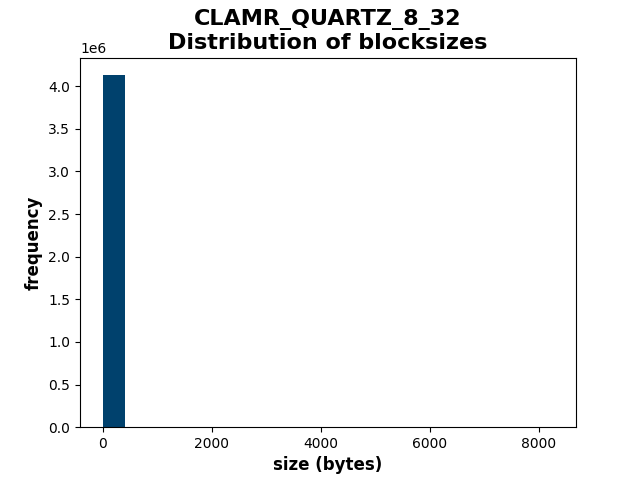 CLAMR_QUARTZ_8_32
Distribution of blocksizes
1e6
4.0
3.5
3.0
2.5
2.0
1.5
1.0
0.5
0.0
frequency
0 2000 4000 6000 8000
size (bytes)